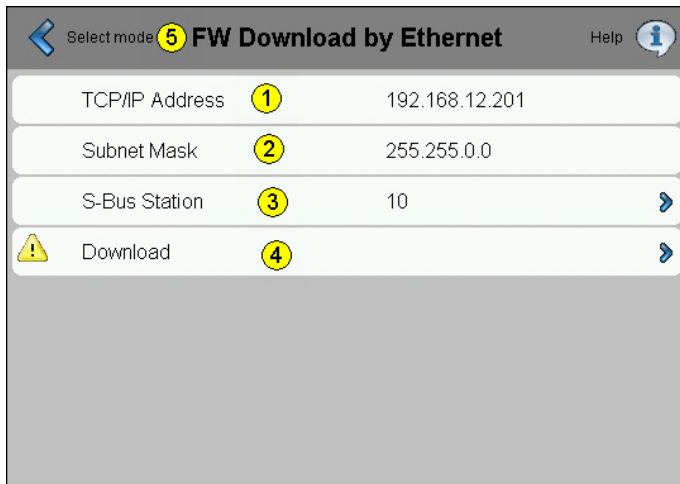 Select mode 5 FW Download by Ethernet Help i
TCP/IP Address 1 192.168.12.201
Subnet Mask 2 255.255.0.0
S-Bus Station 3 10
! Download 4